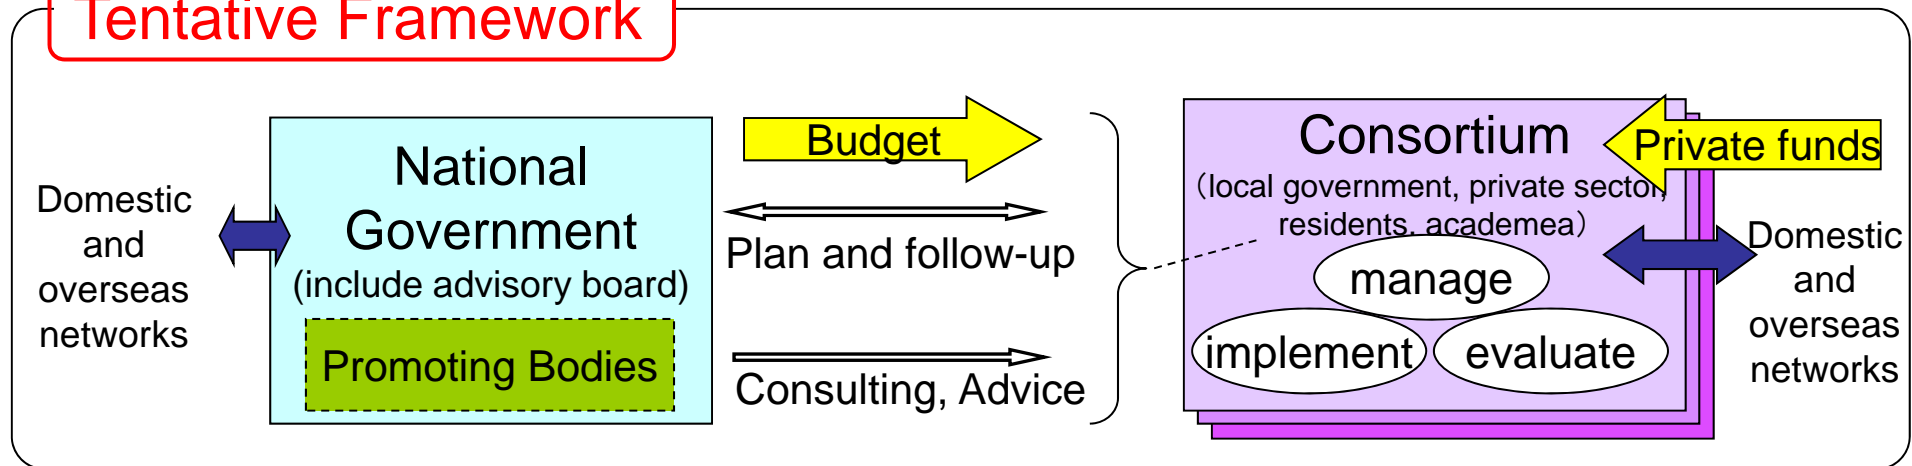 Tentative Framework
Domestic
and
overseas
networks
National
Government
(include advisory board)
Promoting Bodies
Budget
Plan and follow-up
Consulting, Advice
Consortium
（local government, private sector,
residents, academea）
manage
implement
evaluate
Private funds
Domestic
and
overseas
networks